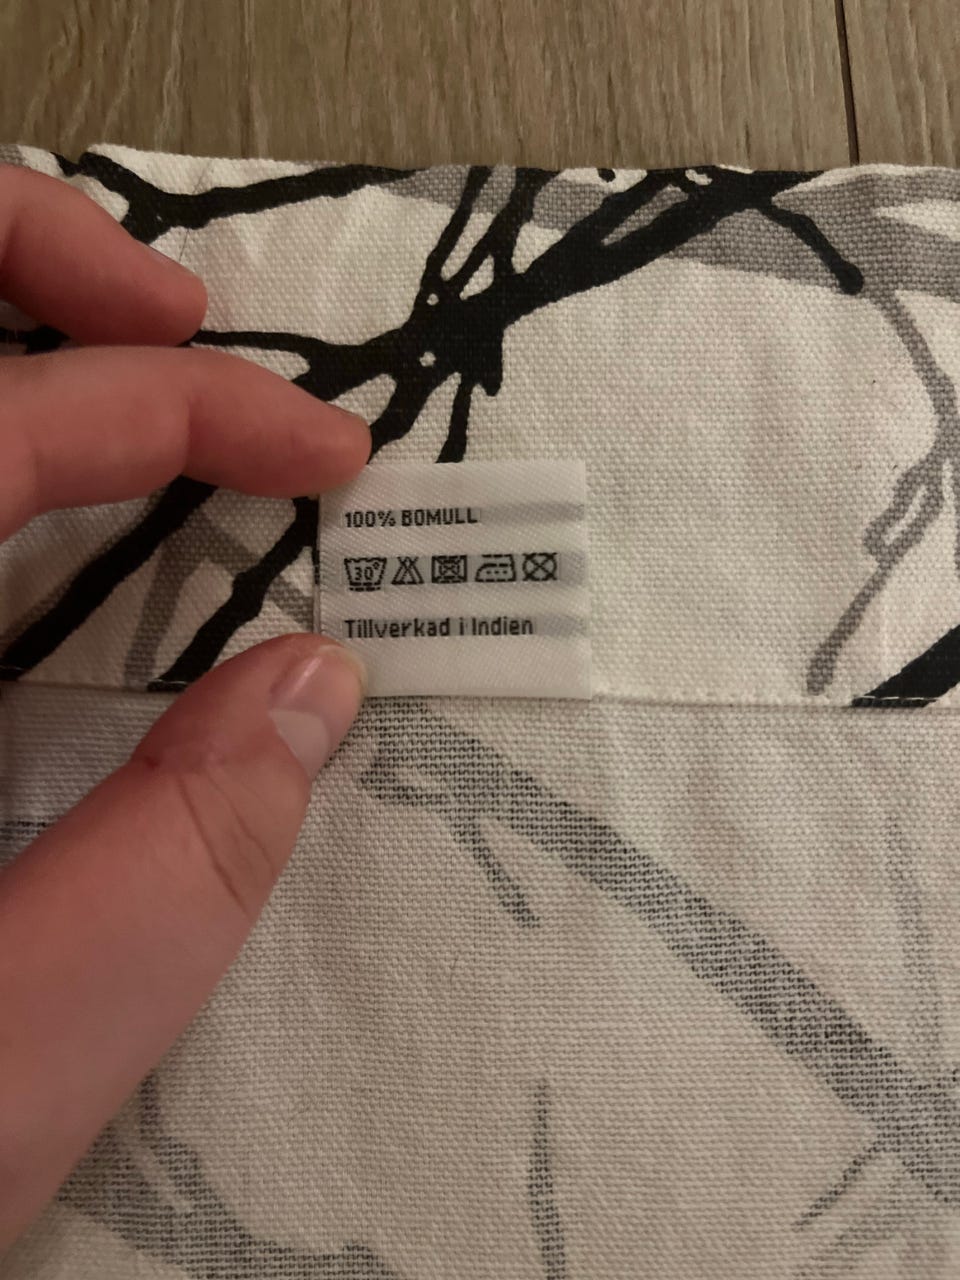 100% BOMULL
30°
Tillverkad i Indien